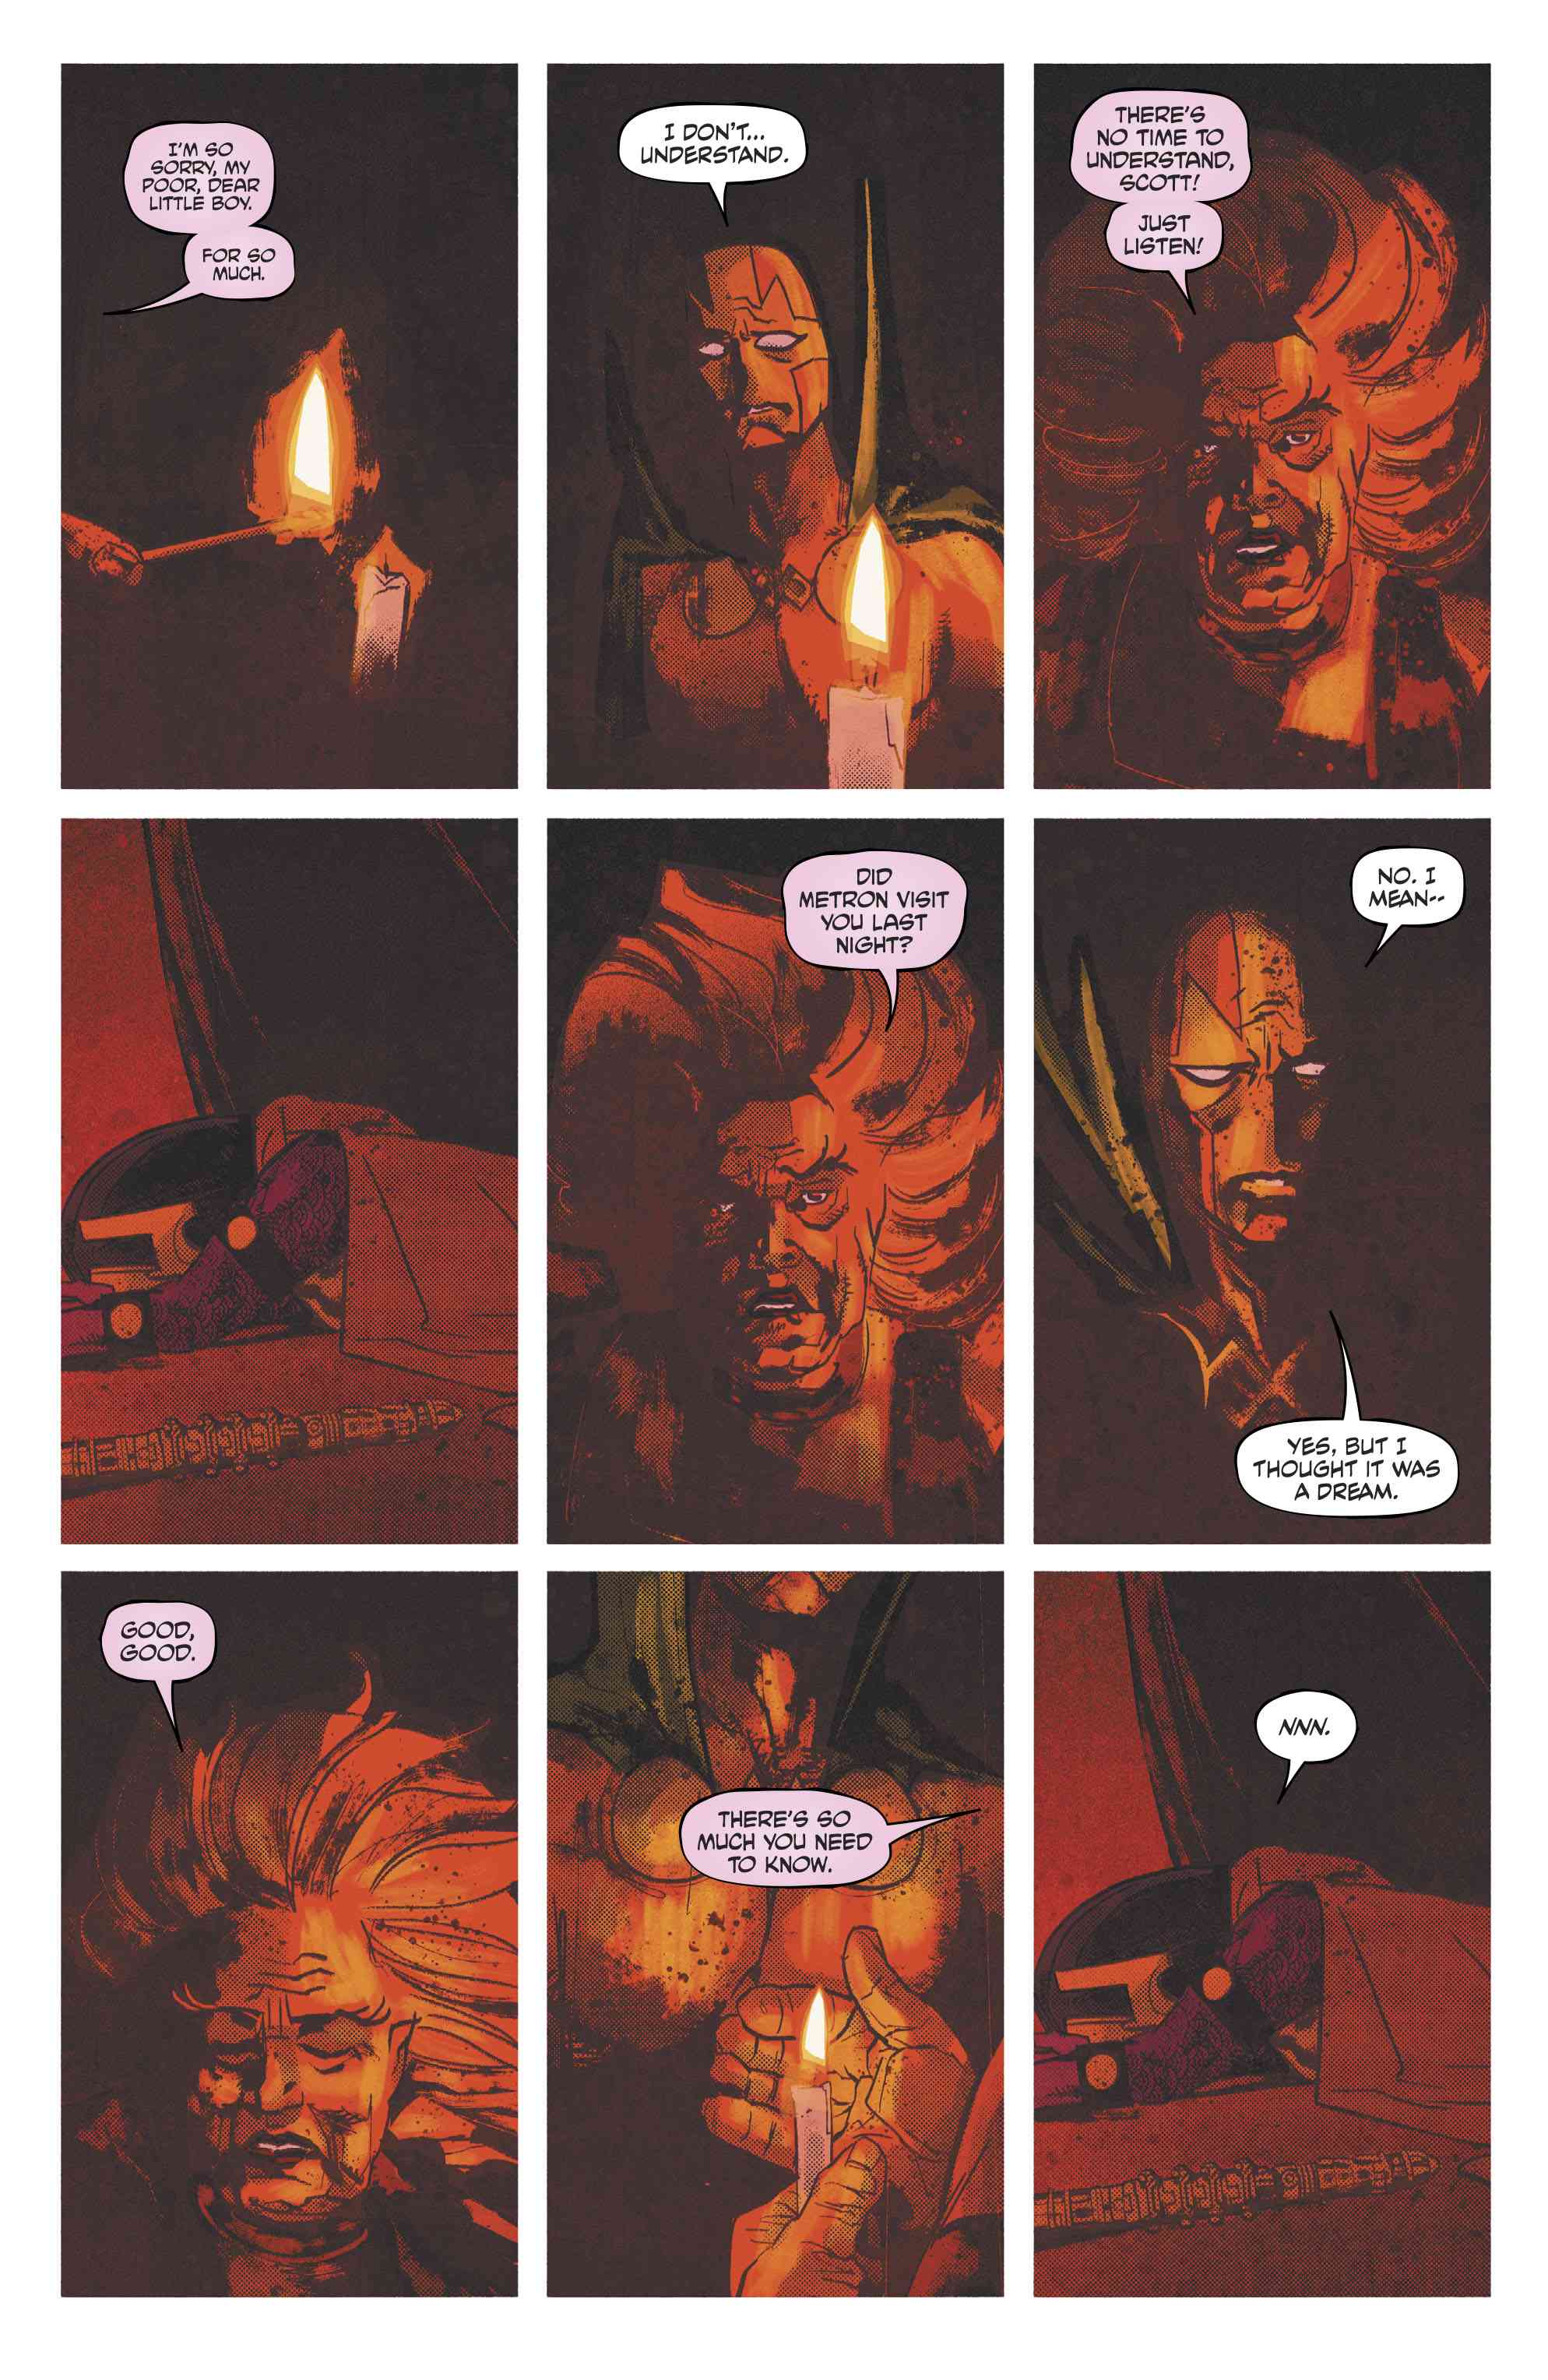 I'M SO
SORRY, MY
POOR, DEAR
LITTLE BOY.
FOR SO
MUCH.
I DON'T...
UNDERSTAND.
THERE'S
NO TIME TO
UNDERSTAND,
SCOTT!
JUST
LISTEN!
DID
METRON VISIT
YOU LAST
NIGHT?
NO. I
MEAN--
YES, BUT I
THOUGHT IT WAS
A DREAM.
GOOD,
GOOD.
THERE'S SO
MUCH YOU NEED
TO KNOW.
NNN.